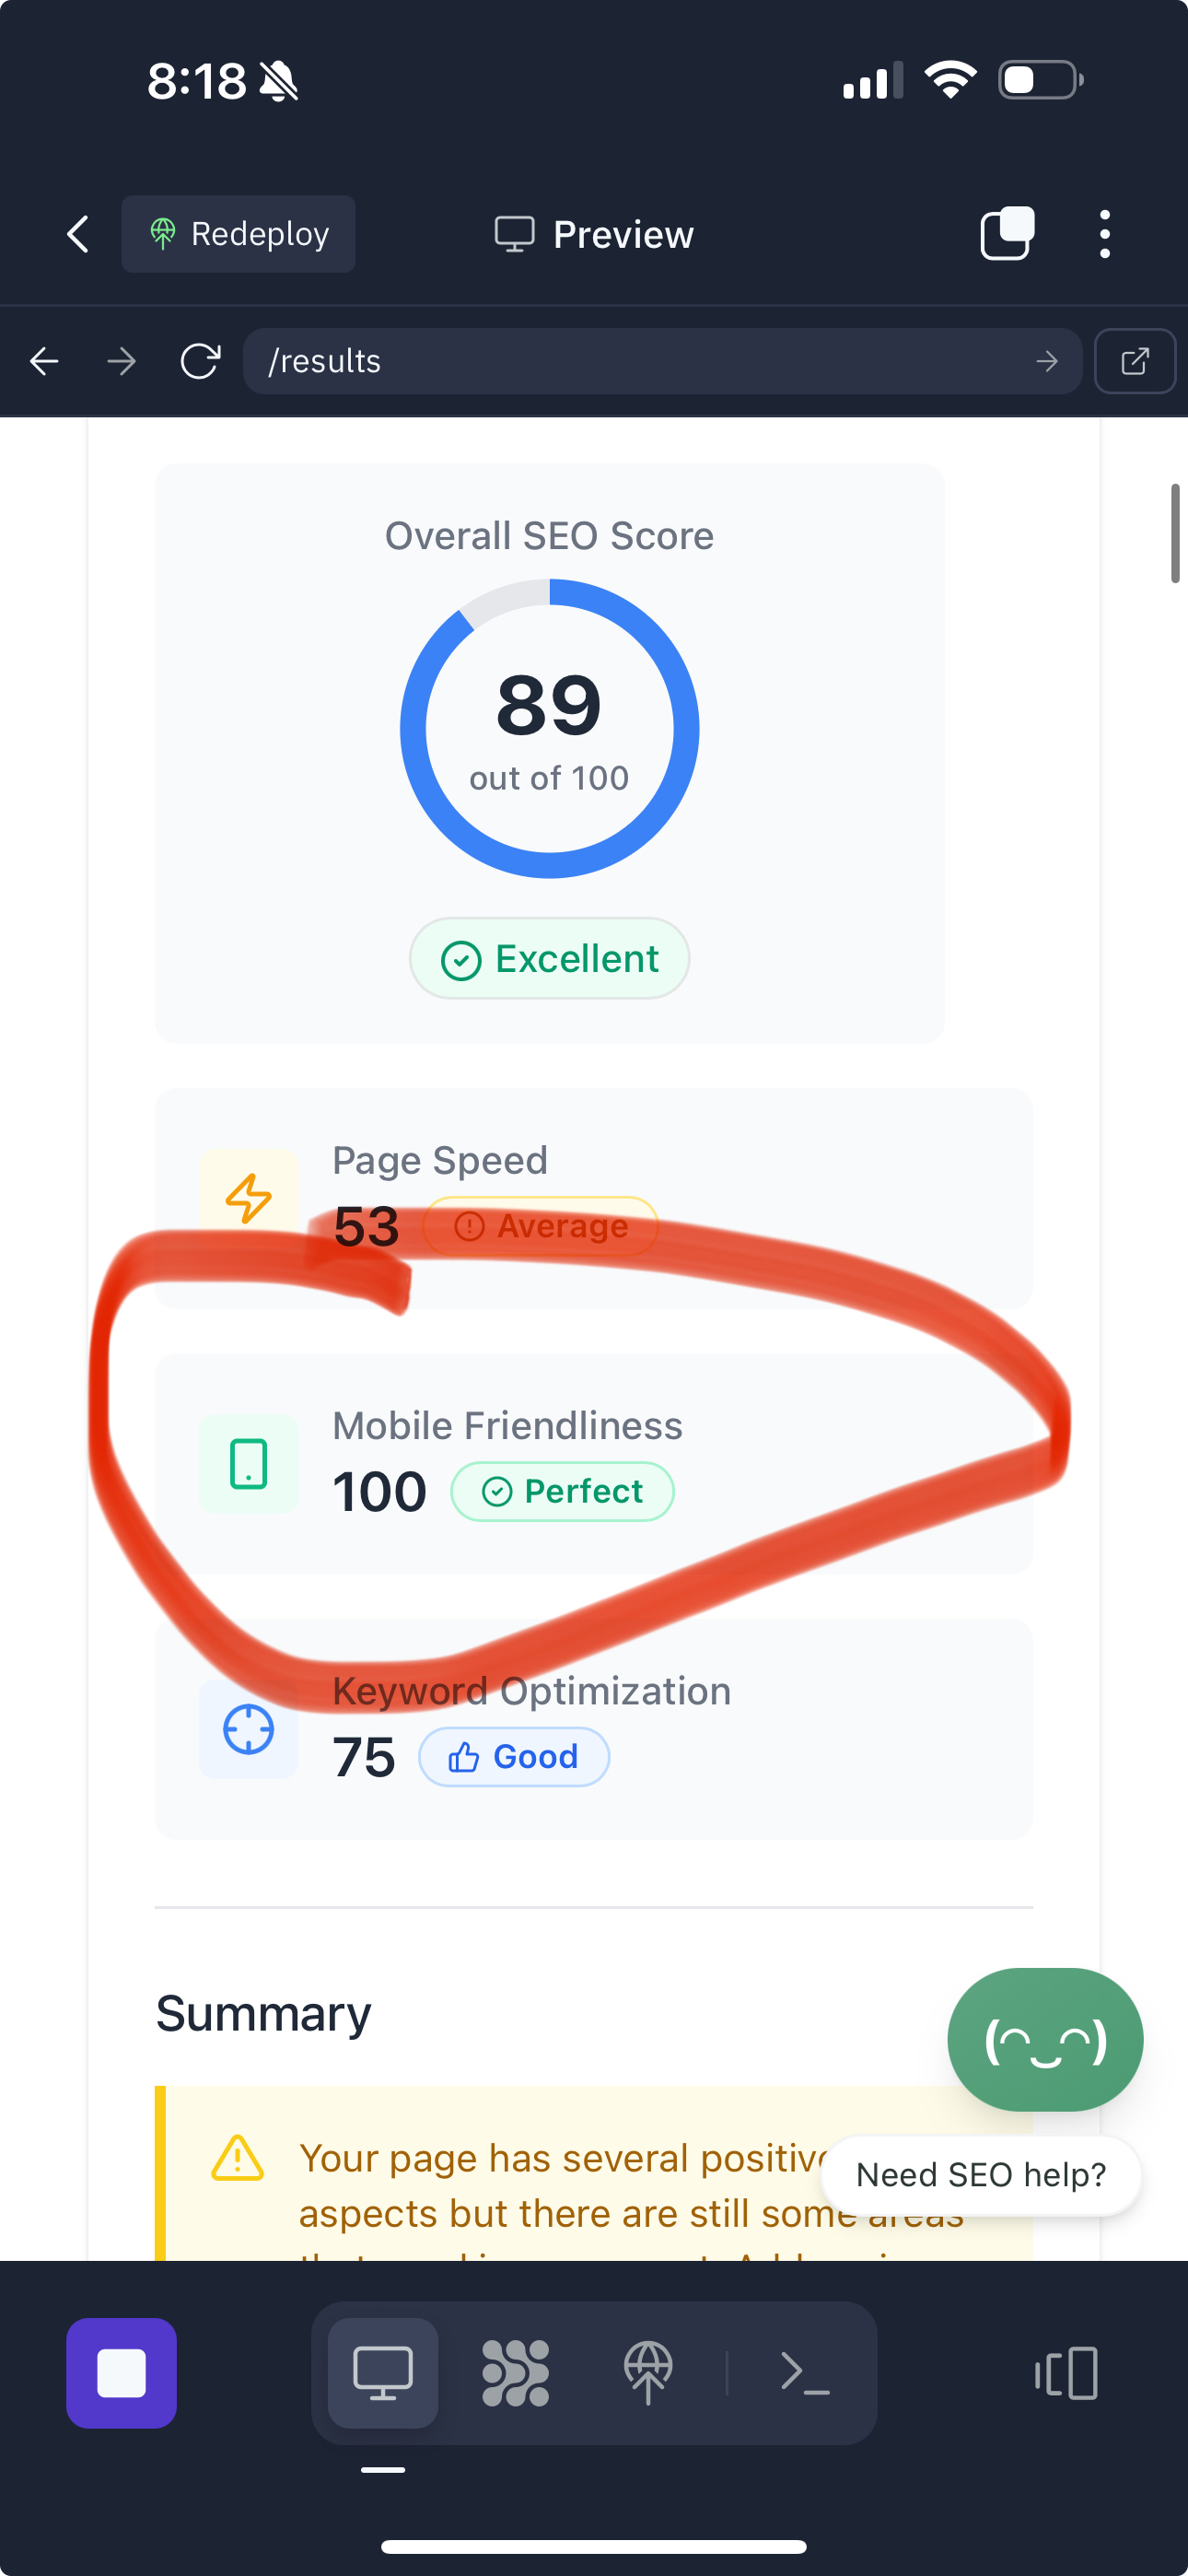 8:18
Redeploy
Preview
/results
Overall SEO Score
89
out of 100
Excellent
Page Speed
53 Average
Mobile Friendliness
100 Perfect
Keyword Optimization
75 Good
Summary
(◠‿◠)
Your page has several positive
Need SEO help?
aspects but there are still some areas